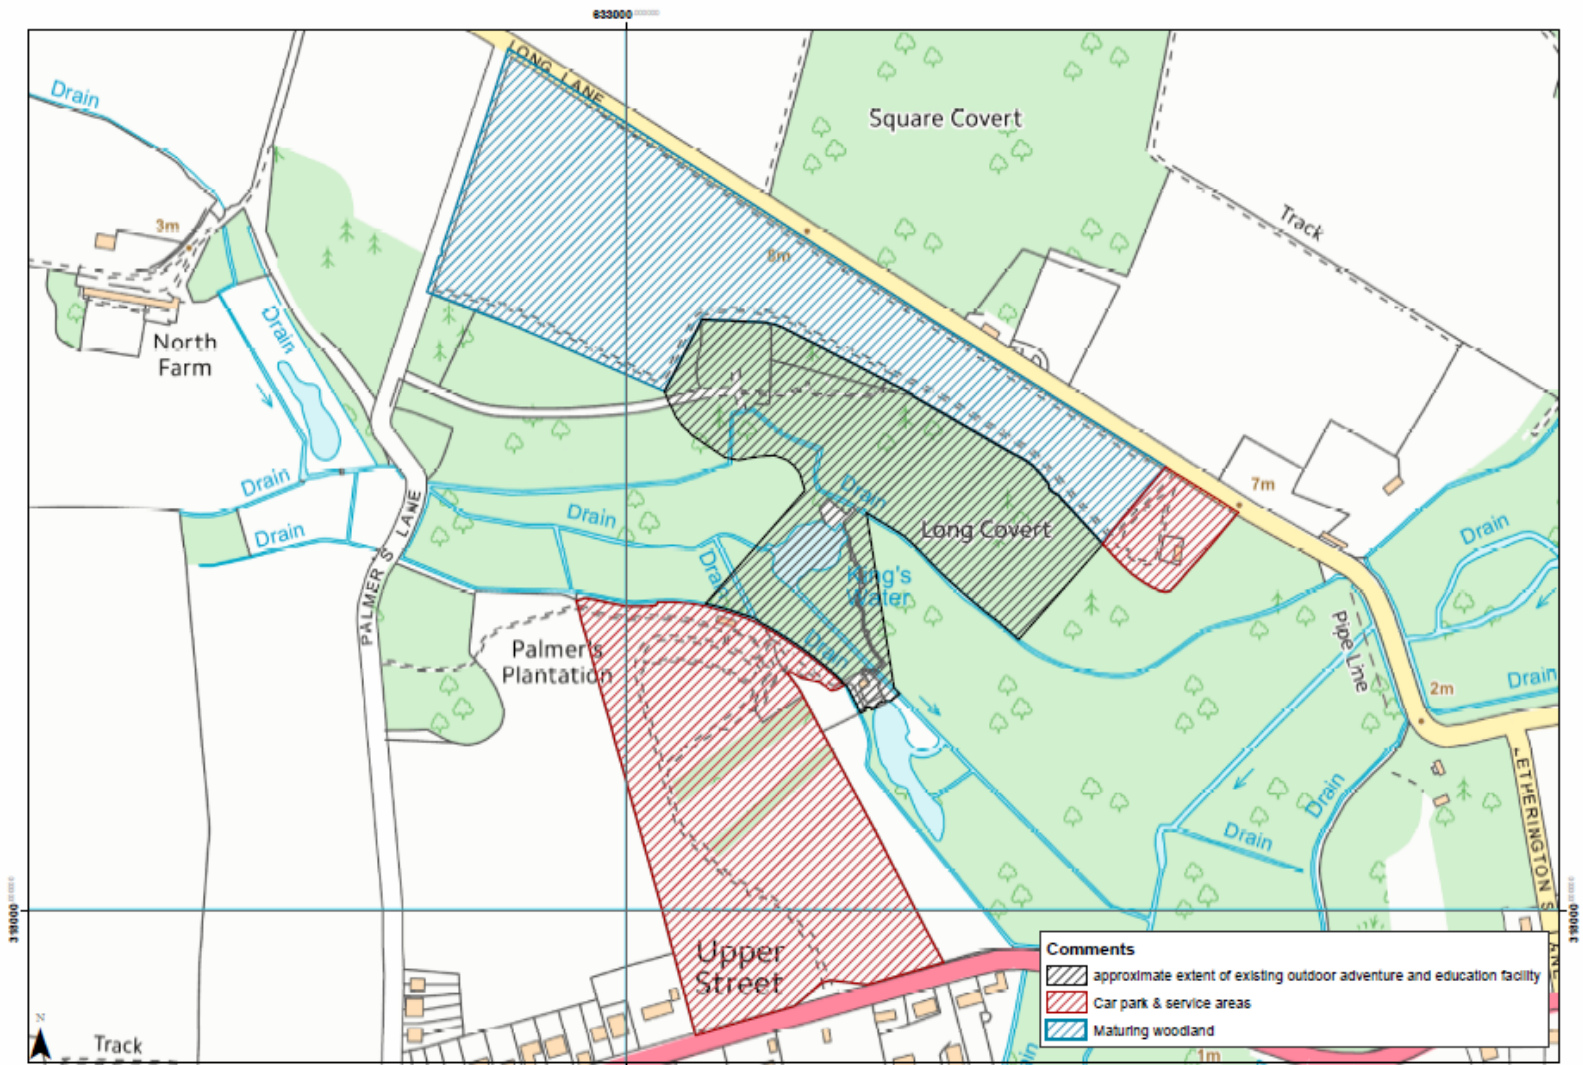 633000
LONG LANE
Drain
Square Covert
Track
3m
8m
Drain
North
Farm
7m
Drain
Drain
Drain
Long Covert
Drain
Drain
Drain
PALMER'S LANE
Drain
King's
Water
Palmer's
Plantation
Drain
Pipe Line
Drain
2m
Drain
Drain
LETHERINGTON'S LANE
318000
318000
Upper
Street
Comments
approximate extent of existing outdoor adventure and education facility
Car park & service areas
Maturing woodland
N
Track
1m